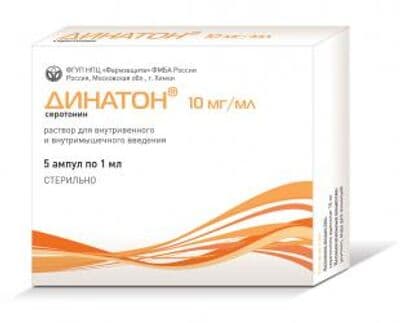 ФГУП НПЦ «Фармзащита» ФМБА России
Россия, Московская обл., г. Химки
ДИНАТОН® 10 мг/мл
серотонин
раствор для внутривенного
и внутримышечного введения
5 ампул по 1 мл
СТЕРИЛЬНО